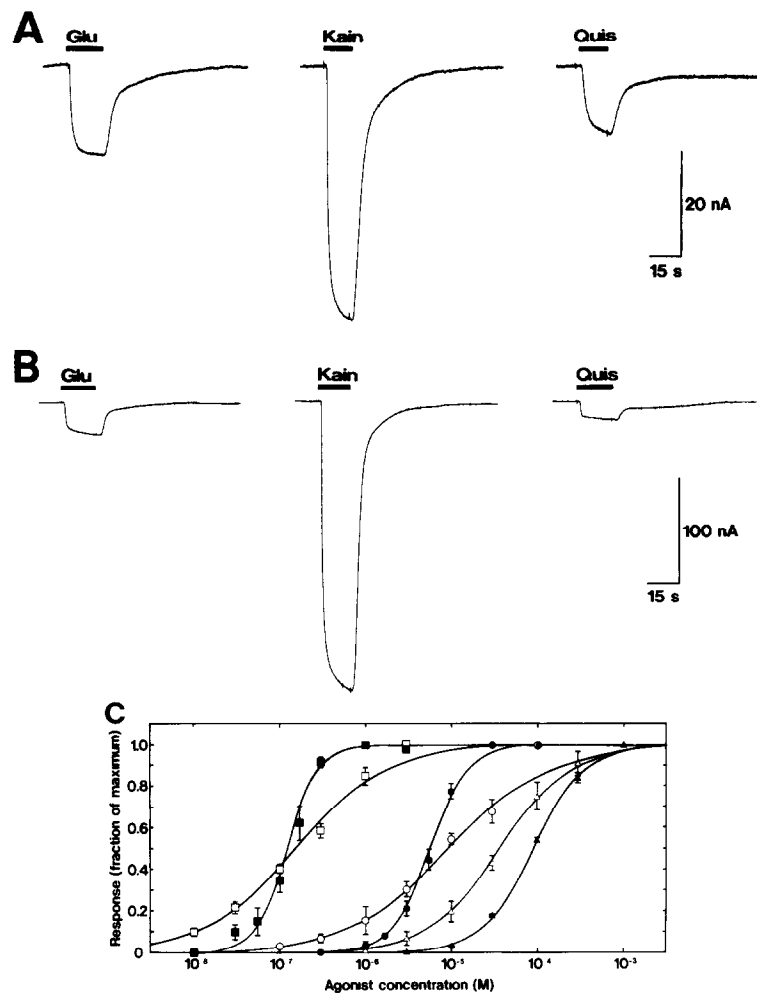 A
Glu
Kain
Quis
20 nA
15 s
B
Glu
Kain
Quis
100 nA
15 s
C
Response (fraction of maximum)
1.0
0.8
0.6
0.4
0.2
0
10⁻⁸
10⁻⁷
10⁻⁶
10⁻⁵
10⁻⁴
10⁻³
Agonist concentration (M)